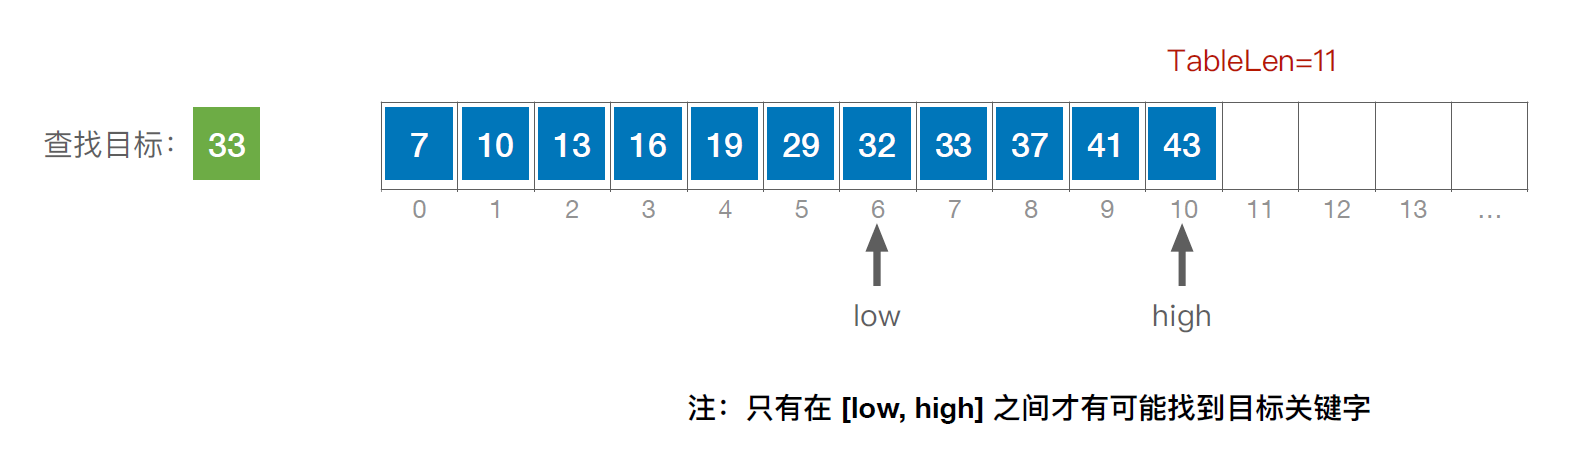 TableLen=11
查找目标： 33
7 10 13 16 19 29 32 33 37 41 43
0 1 2 3 4 5 6 7 8 9 10 11 12 13 ...
low high
注：只有在 [low, high] 之间才有可能找到目标关键字